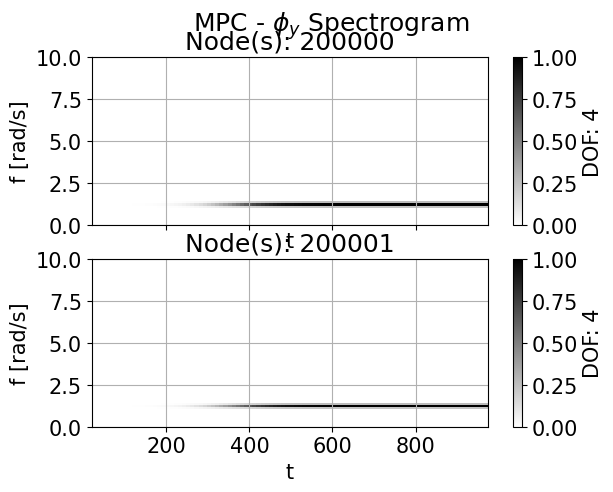 MPC - ϕy Spectrogram
Node(s): 200000
10.0
7.5
5.0
2.5
0.0
f [rad/s]
1.00
0.75
0.50
0.25
0.00
DOF: 4
t
Node(s): 200001
10.0
7.5
5.0
2.5
0.0
f [rad/s]
200 400 600 800
t
1.00
0.75
0.50
0.25
0.00
DOF: 4